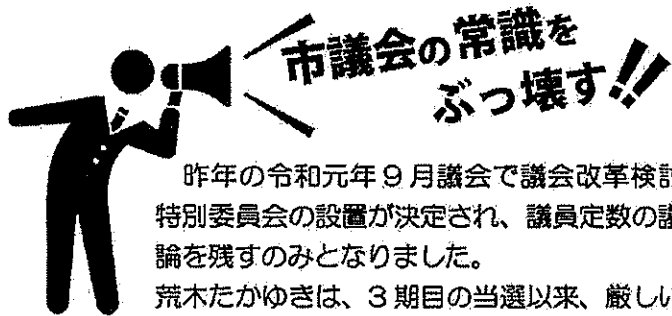 市議会の常識を
ぶっ壊す!!
昨年の令和元年9月議会で議会改革検討
特別委員会の設置が決定され、議員定数の議
論を残すのみとなりました。
荒木たかゆきは、3期目の当選以来、厳しい